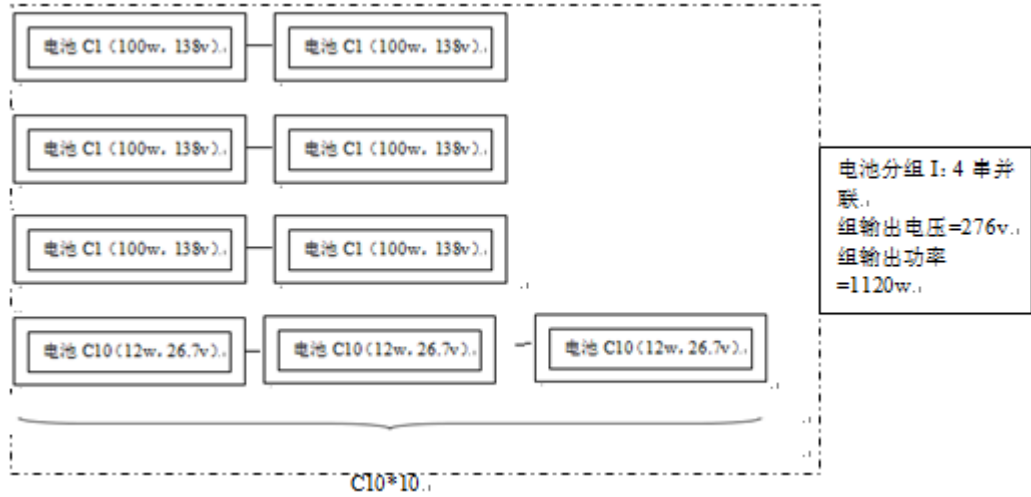 电池 C1（100w，138v）
电池 C1（100w，138v）
电池 C1（100w，138v）
电池 C1（100w，138v）
电池 C1（100w，138v）
电池 C1（100w，138v）
电池 C10（12w，26.7v）
电池 C10（12w，26.7v）
电池 C10（12w，26.7v）
C10*10
电池分组 I：4 串并
联
组输出电压=276v
组输出功率
=1120w